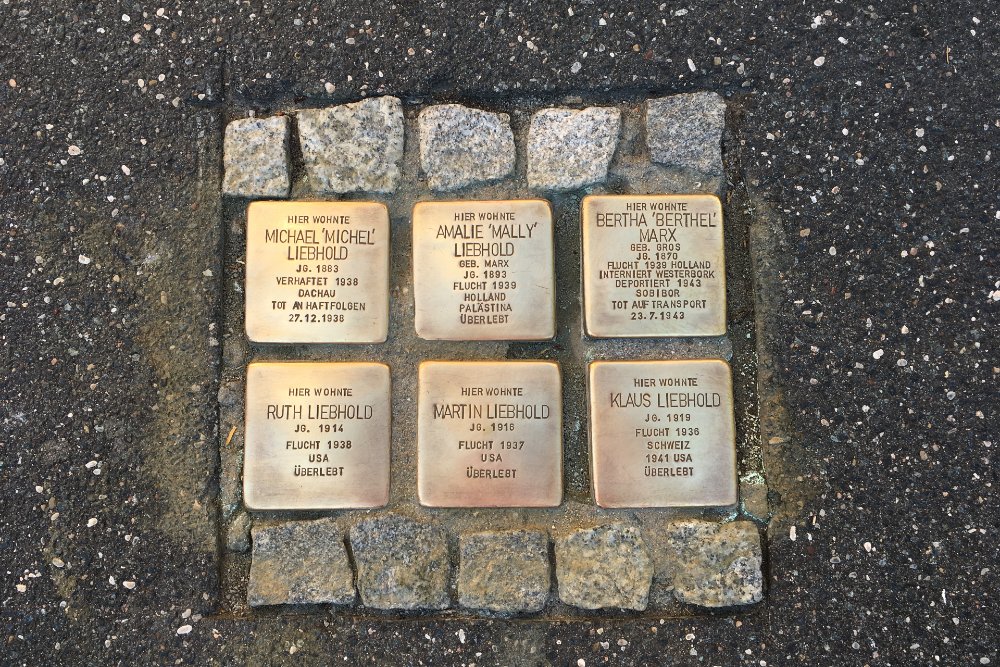 HIER WOHNTE
MICHAEL 'MICHEL'
LIEBHOLD
JG. 1883
VERHAFTET 1938
DACHAU
TOT AN HAFTFOLGEN
27.12.1938
HIER WOHNTE
AMALIE 'MALLY'
LIEBHOLD
GEB. MARX
JG. 1893
FLUCHT 1939
HOLLAND
PALÄSTINA
ÜBERLEBT
HIER WOHNTE
BERTHA 'BERTHEL'
MARX
GEB. GROS
JG. 1870
FLUCHT 1939 HOLLAND
INTERNIERT WESTERBORK
DEPORTIERT 1943
SOBIBOR
TOT AUF TRANSPORT
23.7.1943
HIER WOHNTE
RUTH LIEBHOLD
JG. 1914
FLUCHT 1938
USA
ÜBERLEBT
HIER WOHNTE
MARTIN LIEBHOLD
JG. 1916
FLUCHT 1937
USA
ÜBERLEBT
HIER WOHNTE
KLAUS LIEBHOLD
JG. 1919
FLUCHT 1936
SCHWEIZ
1941 USA
ÜBERLEBT